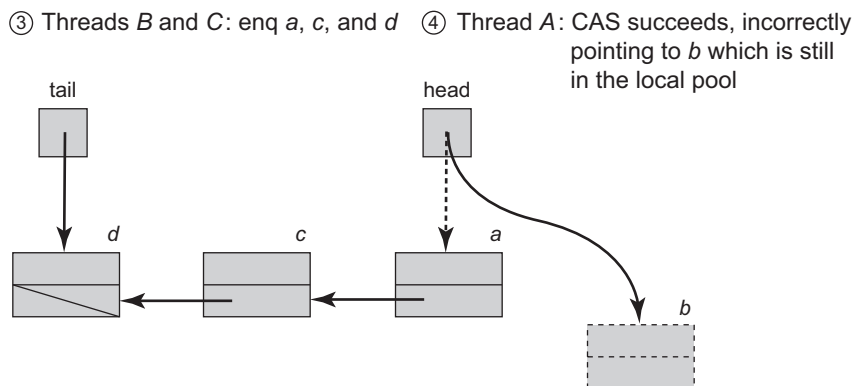 ③ Threads B and C: enq a, c, and d
④ Thread A: CAS succeeds, incorrectly
pointing to b which is still
in the local pool
tail
head
d
c
a
b